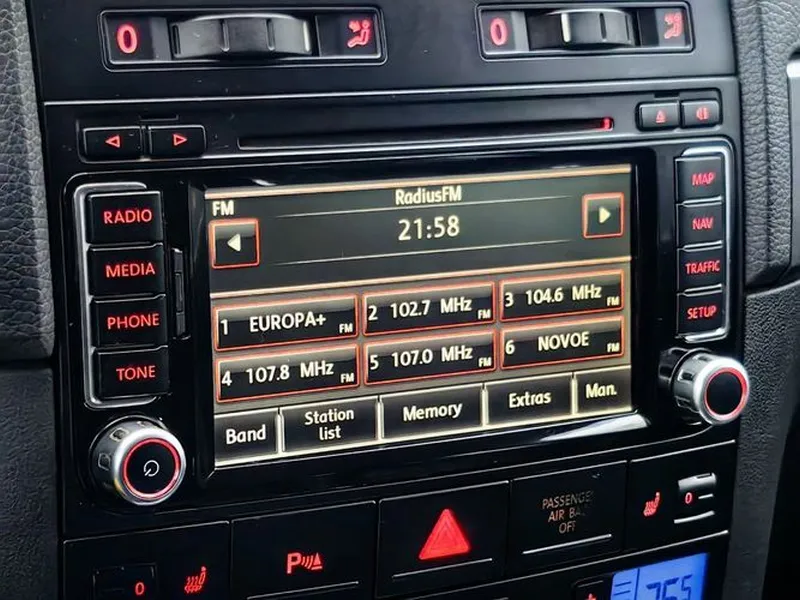 0
0
RADIO
MEDIA
PHONE
TONE
FM
RadiusFM
21:58
1 EUROPA+ FM
2 102.7 MHz FM
3 104.6 MHz FM
4 107.8 MHz FM
5 107.0 MHz FM
6 NOVOE FM
Band
Station
list
Memory
Extras
Man.
MAP
NAV
TRAFFIC
SETUP
0
P
PASSENGER
AIR BAG
OFF
0